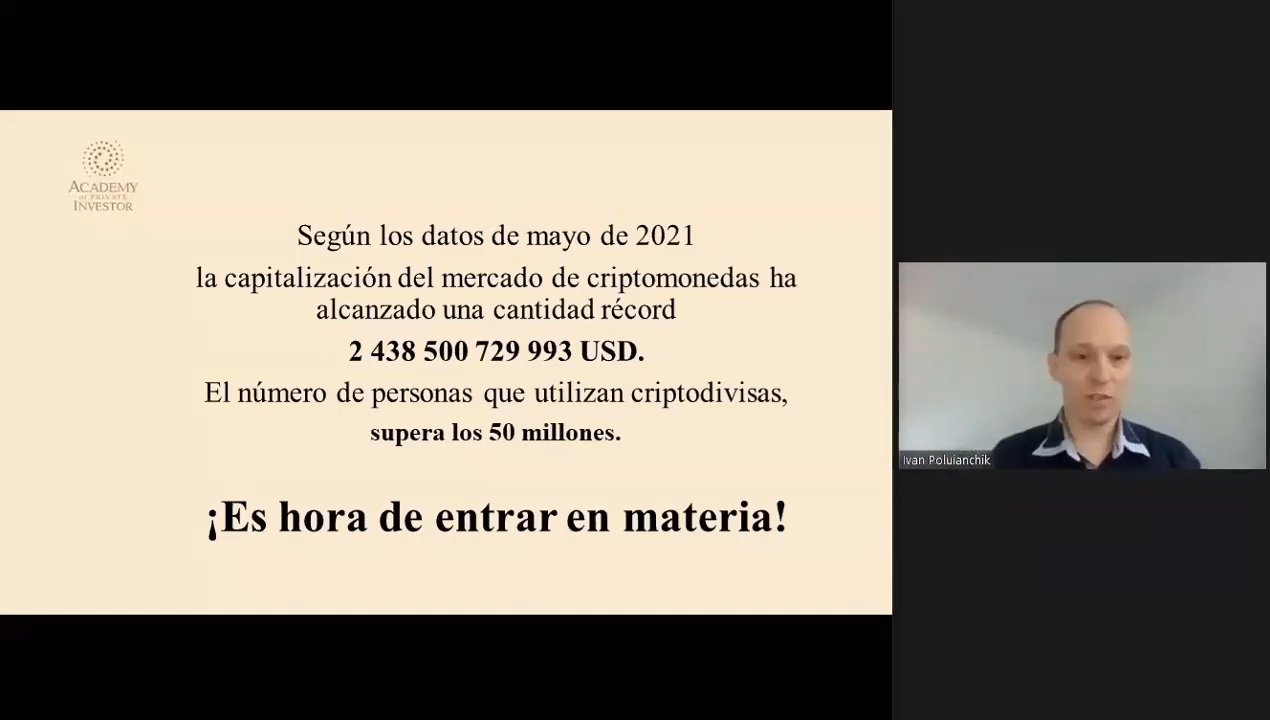 ACADEMY
OF PRIVATE
INVESTOR
Según los datos de mayo de 2021
la capitalización del mercado de criptomonedas ha
alcanzado una cantidad récord
2 438 500 729 993 USD.
El número de personas que utilizan criptodivisas,
supera los 50 millones.
¡Es hora de entrar en materia!
Ivan Poluianchik